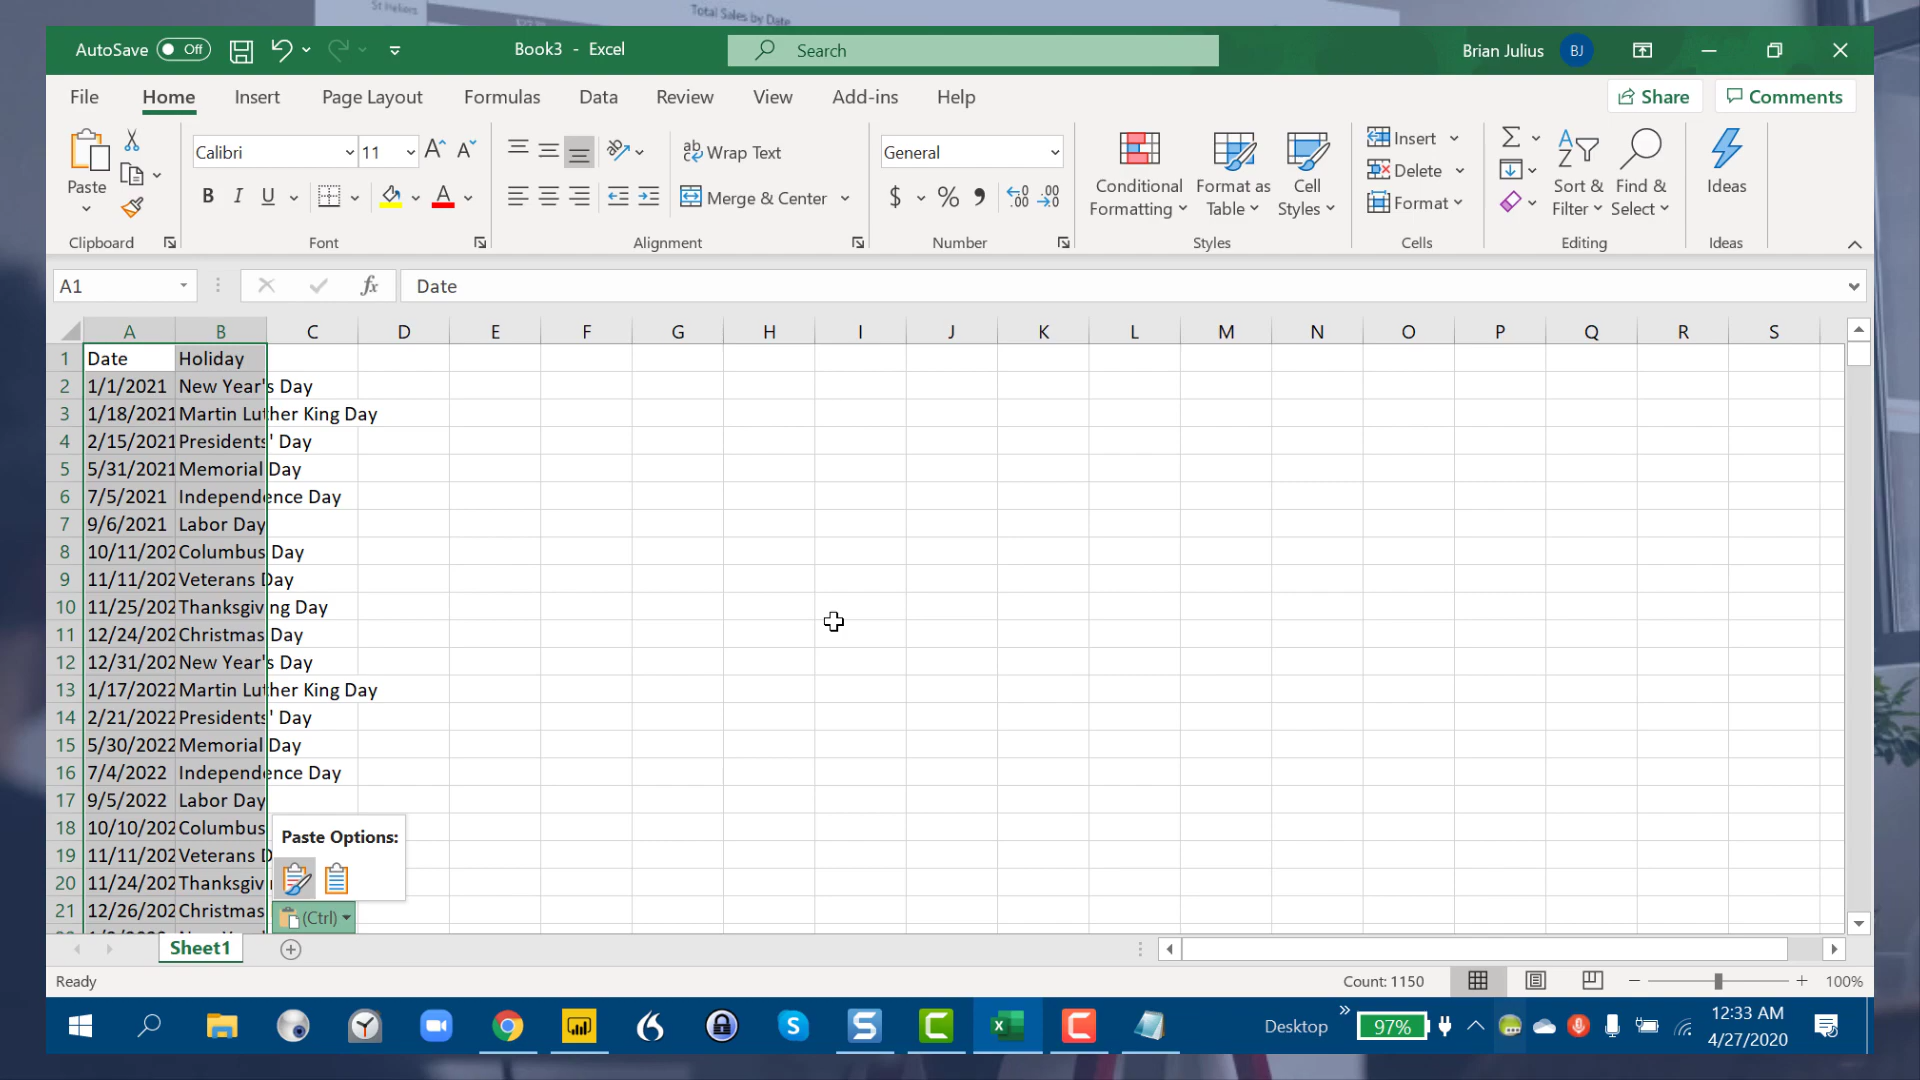 St Heliers
Total Sales by Date
AutoSave Off
Book3 - Excel
Search
Brian Julius BJ
File Home Insert Page Layout Formulas Data Review View Add-ins Help
Share Comments
Calibri 11
ab Wrap Text
General
Paste
B I U
Merge & Center
$ % 9
.00 .00
Conditional Formatting
Format as Table
Cell Styles
Insert
Delete
Format
Sort & Filter
Find & Select
Ideas
Clipboard Font Alignment Number Styles Cells Editing Ideas
A1 fx Date
A B C D E F G H I J K L M N O P Q R S
1 Date Holiday
2 1/1/2021 New Year's Day
3 1/18/2021 Martin Luther King Day
4 2/15/2021 Presidents' Day
5 5/31/2021 Memorial Day
6 7/5/2021 Independence Day
7 9/6/2021 Labor Day
8 10/11/202 Columbus Day
9 11/11/202 Veterans Day
10 11/25/202 Thanksgiving Day
11 12/24/202 Christmas Day
12 12/31/202 New Year's Day
13 1/17/2022 Martin Luther King Day
14 2/21/2022 Presidents' Day
15 5/30/2022 Memorial Day
16 7/4/2022 Independence Day
17 9/5/2022 Labor Day
18 10/10/202 Columbus
19 11/11/202 Veterans D
20 11/24/202 Thanksgivi
21 12/26/202 Christmas
Paste Options:
(Ctrl)
Sheet1
Ready
Count: 1150
100%
Desktop
97%
12:33 AM
4/27/2020